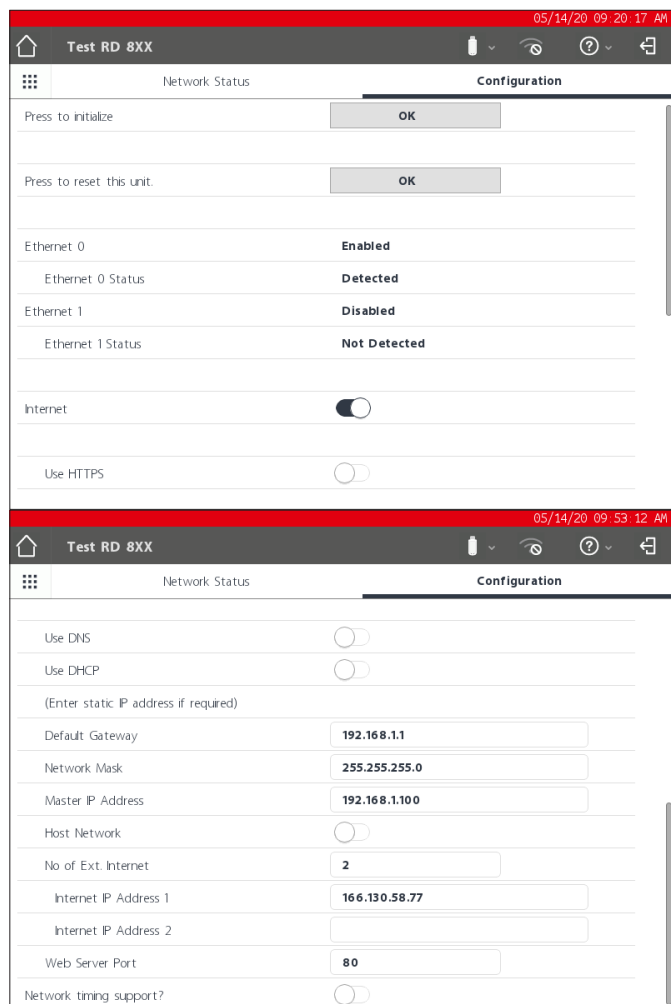 05/14/20 09:20:17 AM
Test RD 8XX
Network Status Configuration
Press to initialize OK
Press to reset this unit. OK
Ethernet 0 Enabled
Ethernet 0 Status Detected
Ethernet 1 Disabled
Ethernet 1 Status Not Detected
Internet
Use HTTPS
05/14/20 09:53:12 AM
Test RD 8XX
Network Status Configuration
Use DNS
Use DHCP
(Enter static IP address if required)
Default Gateway 192.168.1.1
Network Mask 255.255.255.0
Master IP Address 192.168.1.100
Host Network
No of Ext. Internet 2
Internet IP Address 1 166.130.58.77
Internet IP Address 2
Web Server Port 80
Network timing support?